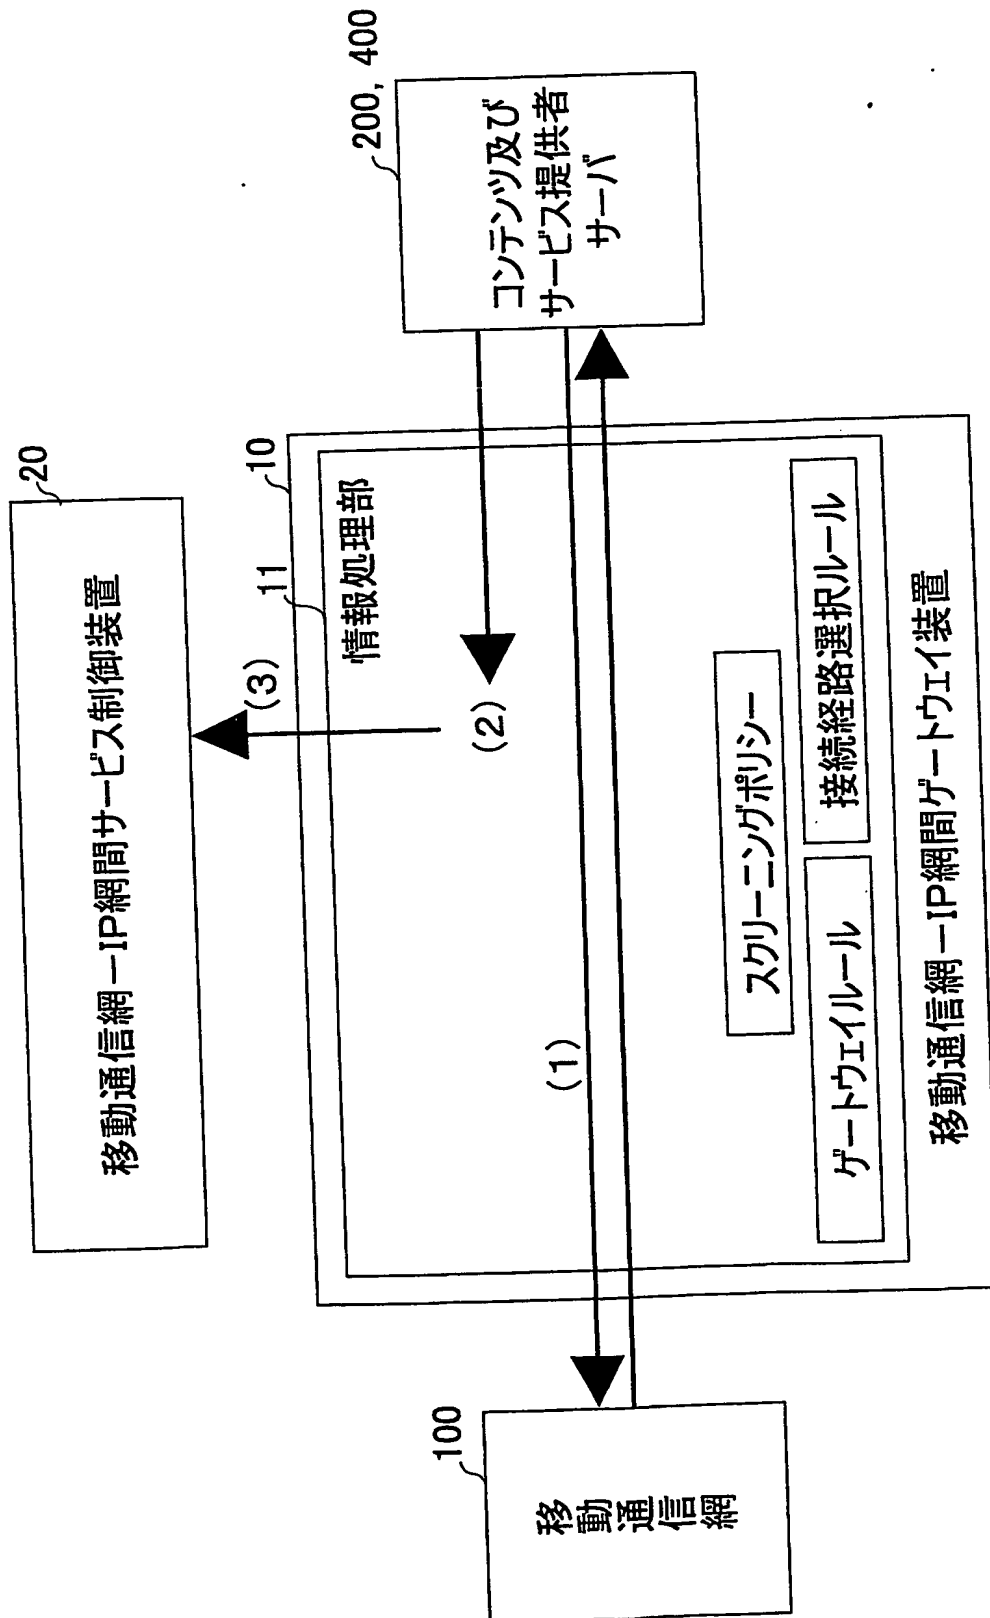 20
移動通信網－IP網間サービス制御装置
(3)
10
11
情報処理部
200, 400
コンテンツ及び
サービス提供者
サーバ
(2)
(1)
100
移動通信網
スクリーニングポリシー
ゲートウェイルール
接続経路選択ルール
移動通信網－IP網間ゲートウェイ装置